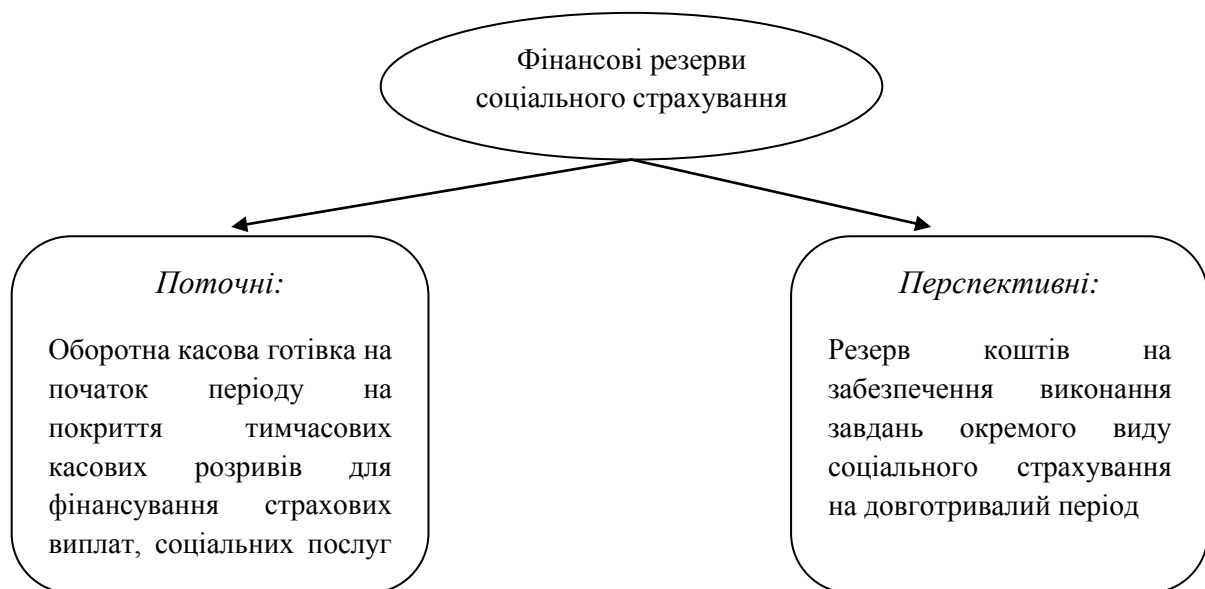 Фінансові резерви
соціального страхування
Поточні:
Оборотна касова готівка на
початок періоду на
покриття тимчасових
касових розривів для
фінансування страхових
виплат, соціальних послуг
Перспективні:
Резерв коштів на
забезпечення виконання
завдань окремого виду
соціального страхування
на довготривалий період